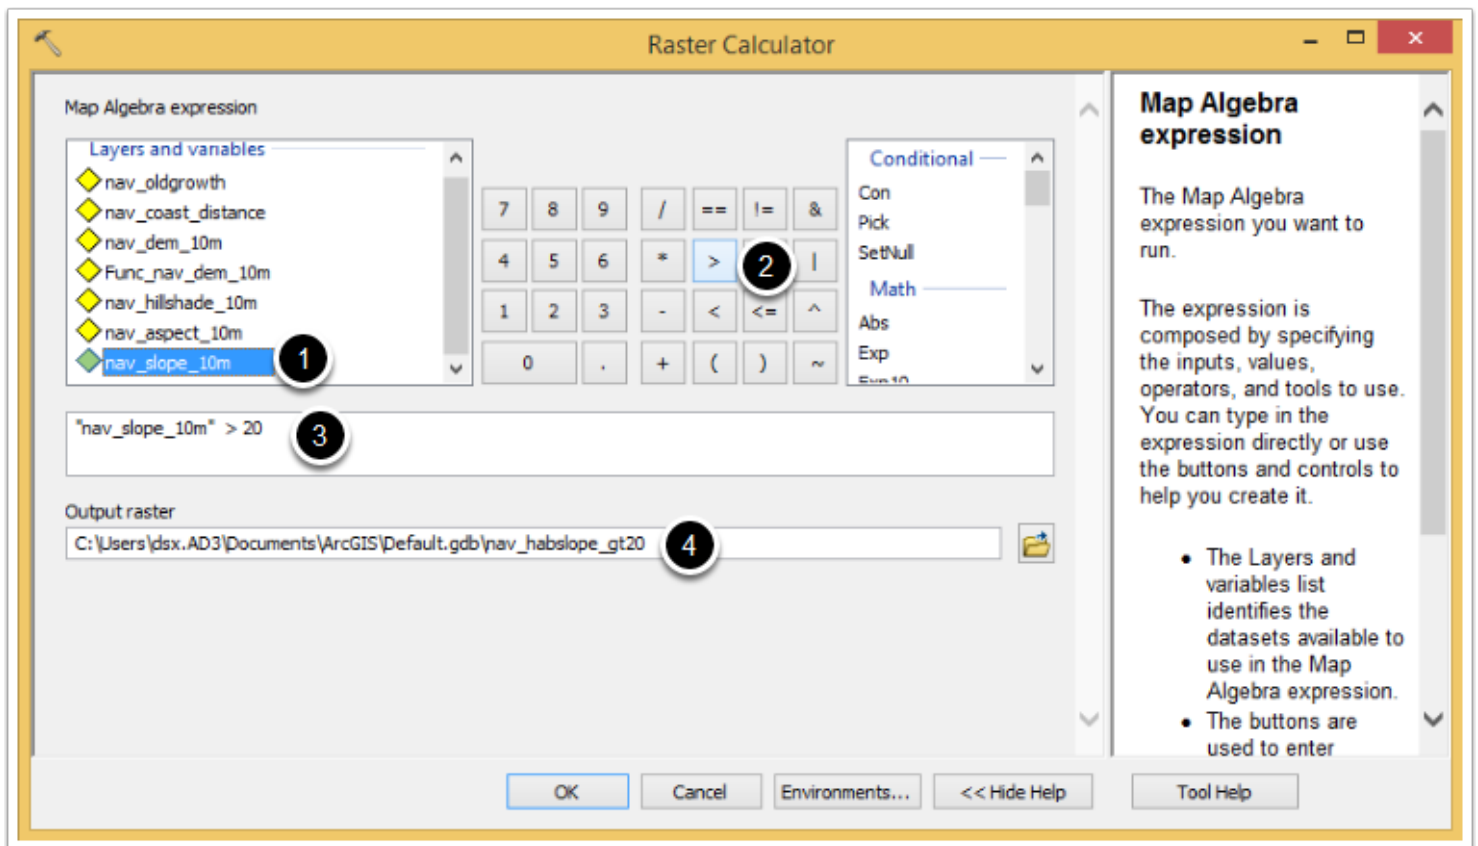 Raster Calculator
Map Algebra expression
Layers and variables
nav_oldgrowth
nav_coast_distance
nav_dem_10m
Func_nav_dem_10m
nav_hillshade_10m
nav_aspect_10m
nav_slope_10m
1
7 8 9 / == != &
4 5 6 * > 2 |
1 2 3 - < <= ^
0 . + ( ) ~
Conditional
Con
Pick
SetNull
Math
Abs
Exp
Exp10
"nav_slope_10m" > 20
3
Output raster
C:\Users\dsx.AD3\Documents\ArcGIS\Default.gdb\nav_habslope_gt20
4
OK Cancel Environments... << Hide Help Tool Help
Map Algebra
expression
The Map Algebra
expression you want to
run.
The expression is
composed by specifying
the inputs, values,
operators, and tools to use.
You can type in the
expression directly or use
the buttons and controls to
help you create it.
• The Layers and
variables list
identifies the
datasets available to
use in the Map
Algebra expression.
• The buttons are
used to enter